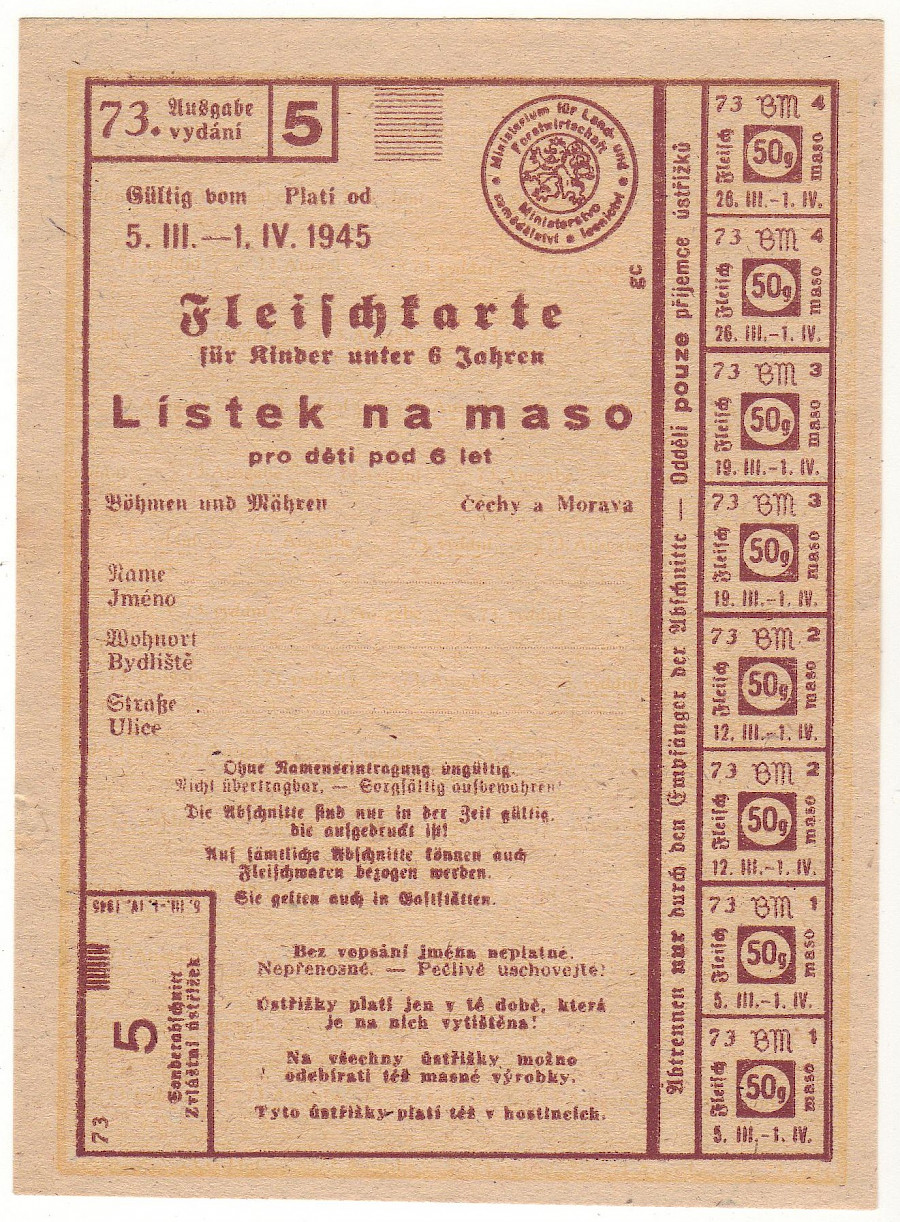 73. Ausgabe
vydání
5
Ministerium für Land- und
Forstwirtschaft
Ministerstvo
zemědělství a lesnictví
Gültig vom Platí od
5. III.—1. IV. 1945
gc
Fleischkarte
für Kinder unter 6 Jahren
Lístek na maso
pro děti pod 6 let
Böhmen und Mähren Čechy a Morava
Name
Jméno
Wohnort
Bydliště
Straße
Ulice
Ohne Namenseintragung ungültig.
Nicht übertragbar. — Sorgfältig aufbewahren!
Die Abschnitte sind nur in der Zeit gültig,
die aufgedruckt ist!
Auf sämtliche Abschnitte können auch
Fleischwaren bezogen werden.
Sie gelten auch in Gaststätten.
Bez vepsání jména neplatné.
Nepřenosné. — Pečlivě uschovejte!
Ústřižky platí jen v té době, která
je na nich vytištěna!
Na všechny ústřižky možno
odebírati též masné výrobky.
Tyto ústřižky platí též v hostincích.
5. III.-1. IV. 1945
5
Sonderabschnitt
Zvláštní ústřižek
73
Abtrennen nur durch den Empfänger der Abschnitte — Oddělí pouze příjemce ústřižků
73 BM 4
Fleisch 50g maso
26. III.-1. IV.
73 BM 4
Fleisch 50g maso
26. III.-1. IV.
73 BM 3
Fleisch 50g maso
19. III.-1. IV.
73 BM 3
Fleisch 50g maso
19. III.-1. IV.
73 BM 2
Fleisch 50g maso
12. III.-1. IV.
73 BM 2
Fleisch 50g maso
12. III.-1. IV.
73 BM 1
Fleisch 50g maso
5. III.-1. IV.
73 BM 1
Fleisch 50g maso
5. III.-1. IV.